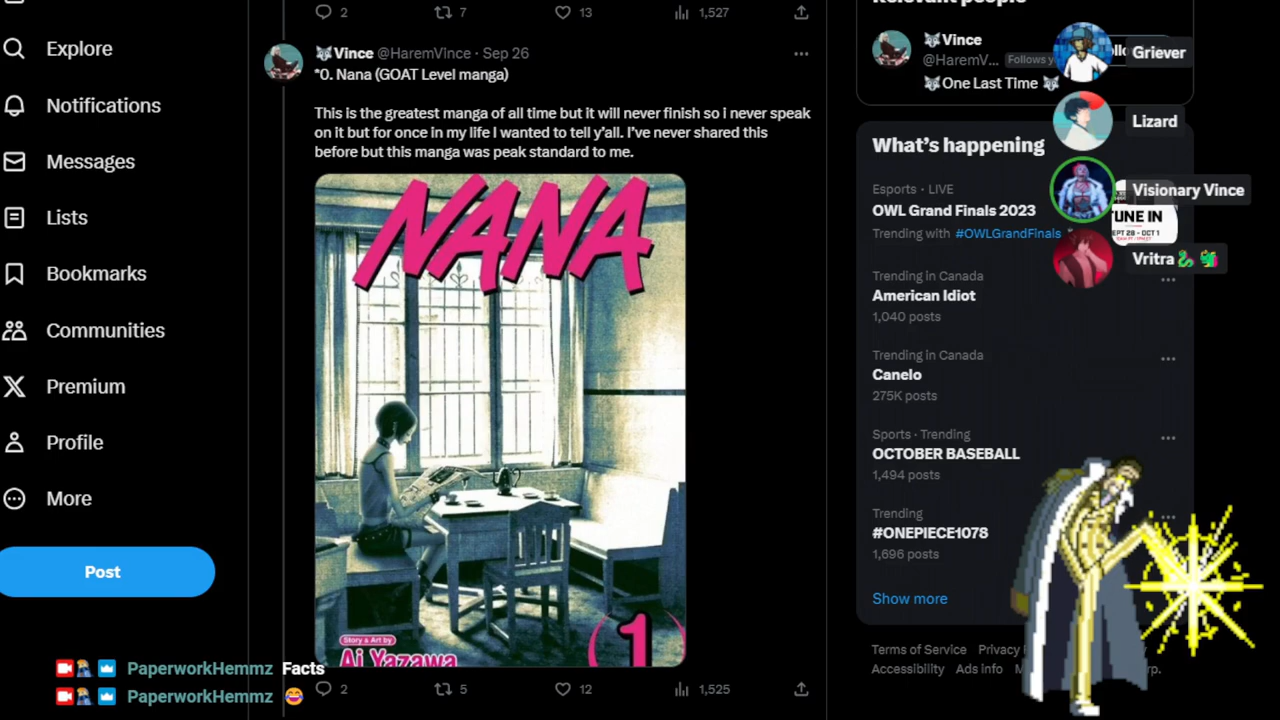 2 7 13 1,527
Relevant people
Explore
Notifications
Messages
Lists
Bookmarks
Communities
Premium
Profile
More
Post
Vince @HaremVince · Sep 26
*0. Nana (GOAT Level manga)
This is the greatest manga of all time but it will never finish so i never speak
on it but for once in my life I wanted to tell y'all. I've never shared this
before but this manga was peak standard to me.
NANA
Story & Art by
Ai Yazawa
1
2 5 12 1,525
PaperworkHemmz Facts
PaperworkHemmz 😂
Vince
@HaremV... Follows y
One Last Time
Griever
Lizard
Visionary Vince
Vritra🐍🐲
What's happening
Esports · LIVE
OWL Grand Finals 2023
Trending with #OWLGrandFinals
TUNE IN
SEPT 28 - OCT 1
Trending in Canada
American Idiot
1,040 posts
Trending in Canada
Canelo
275K posts
Sports · Trending
OCTOBER BASEBALL
1,494 posts
Trending
#ONEPIECE1078
1,696 posts
Show more
Terms of Service Privacy
Accessibility Ads info